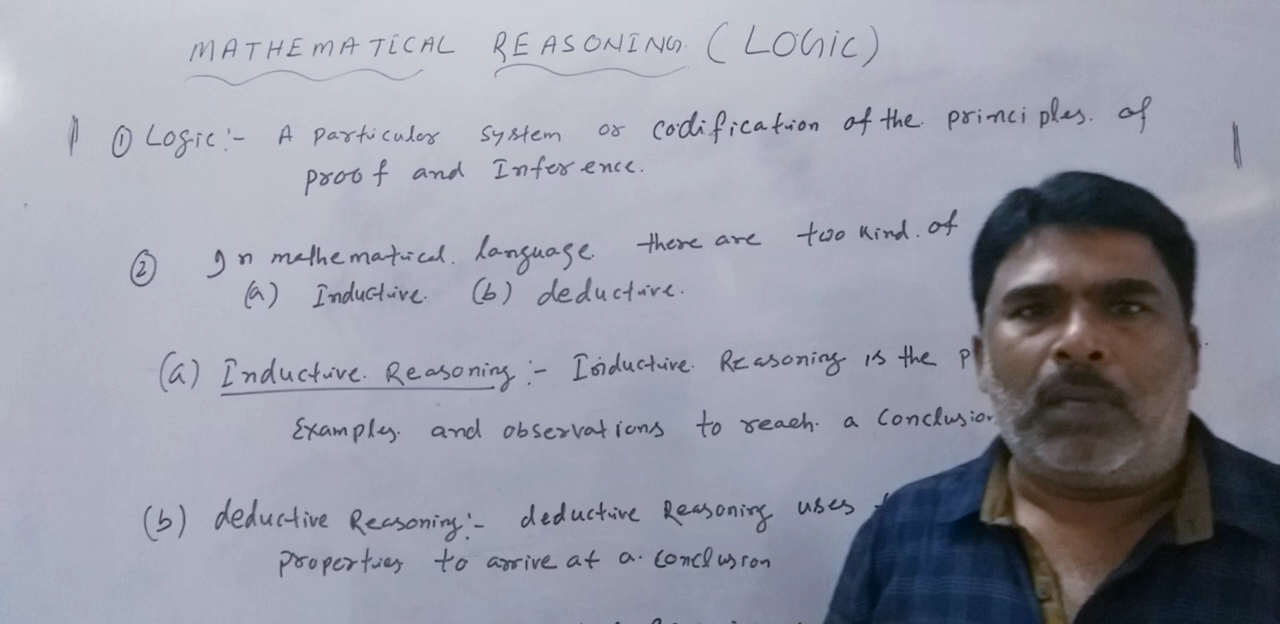 MATHEMATICAL REASONING (LOGIC)
① Logic:- A particular system or codification of the principles. of
proof and Inference.
② In mathematical. language. there are two kind. of
(a) Inductive. (b) deductive.
(a) Inductive. Reasoning:- Inductive. Reasoning is the P
Examples. and observations to reach. a conclusion
(b) deductive Reasoning:- deductive Reasoning uses
properties to arrive at a. conclusion